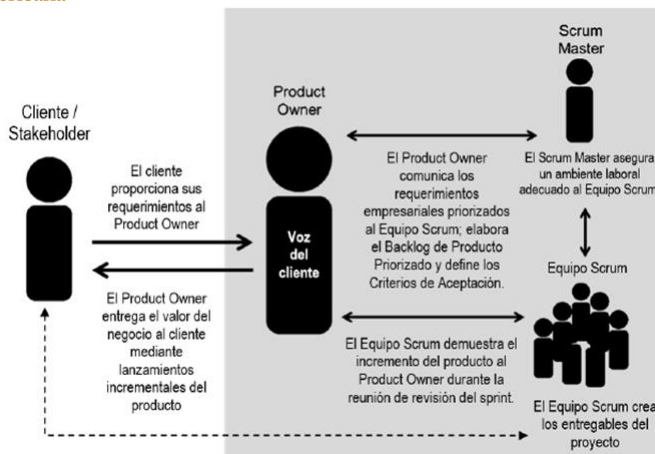 Scrum
Master
Product
Owner
Cliente /
Stakeholder
El cliente
proporciona sus
requerimientos al
Product Owner
El Product Owner
entrega el valor del
negocio al cliente
mediante
lanzamientos
incrementales del
producto
Voz
del
cliente
El Product Owner
comunica los
requerimientos
empresariales priorizados
al Equipo Scrum; elabora
el Backlog de Producto
Priorizado y define los
Criterios de Aceptación.
El Equipo Scrum demuestra el
incremento del producto al
Product Owner durante la
reunión de revisión del sprint.
El Scrum Master asegura
un ambiente laboral
adecuado al Equipo Scrum
Equipo Scrum
El Equipo Scrum crea
los entregables del
proyecto